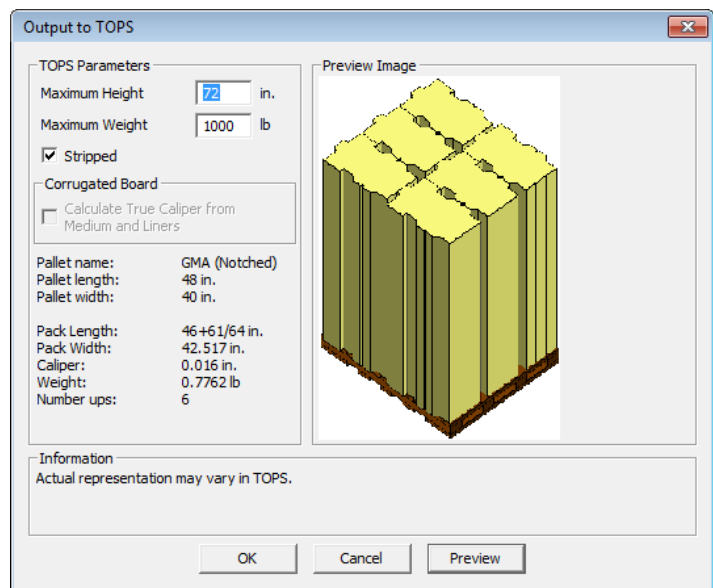 Output to TOPS
TOPS Parameters
Maximum Height 72 in.
Maximum Weight 1000 lb
Stripped
Corrugated Board
Calculate True Caliper from
Medium and Liners
Pallet name: GMA (Notched)
Pallet length: 48 in.
Pallet width: 40 in.
Pack Length: 46+61/64 in.
Pack Width: 42.517 in.
Caliper: 0.016 in.
Weight: 0.7762 lb
Number ups: 6
Preview Image
Information
Actual representation may vary in TOPS.
OK Cancel Preview